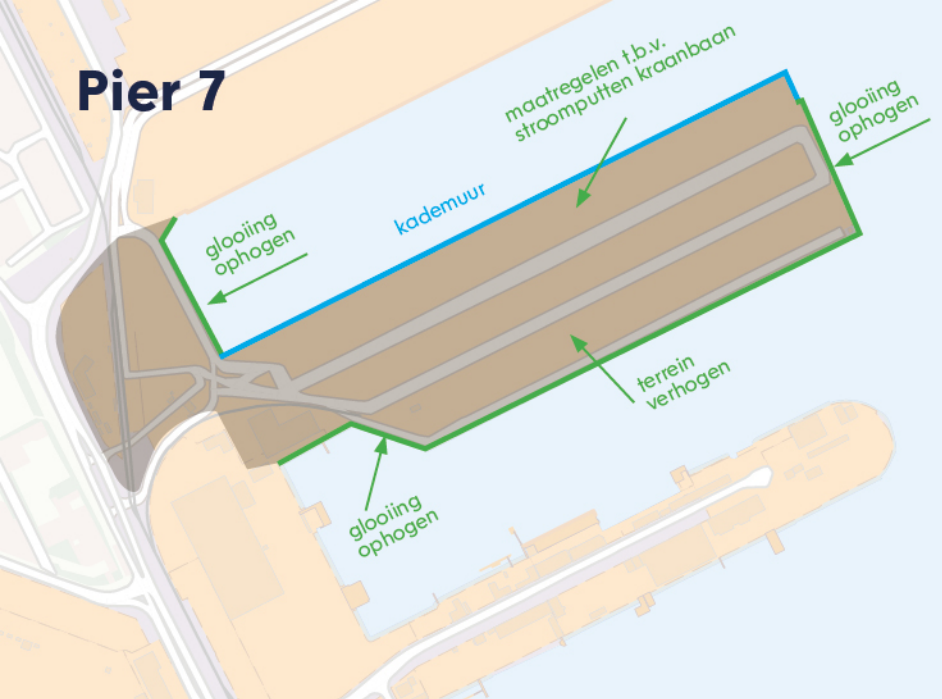 Pier 7
maatregelen t.b.v.
stroomputten kraanbaan
glooiing
ophogen
kademuur
glooiing
ophogen
terrein
verhogen
glooiing
ophogen